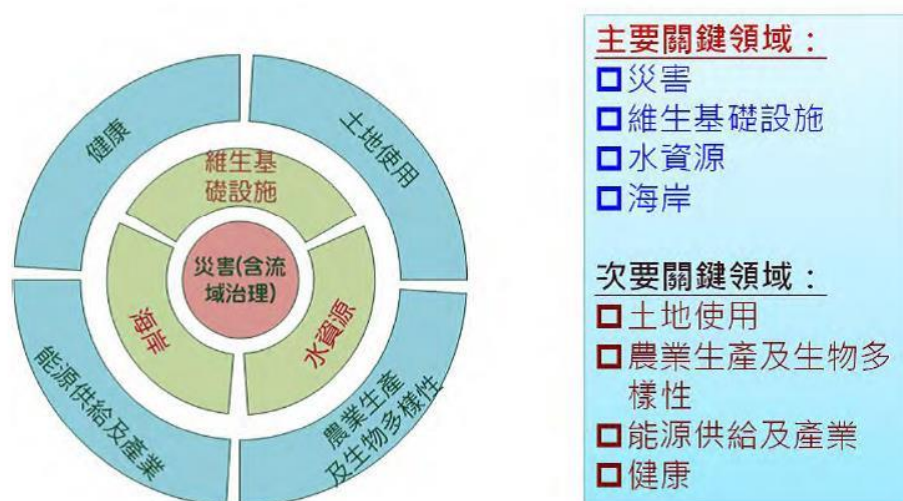 健康
土地使用
維生基
礎設施
災害(含流
域治理)
海岸
水資源
能源供給及產業
農業生產
及生物多樣性
主要關鍵領域：
災害
維生基礎設施
水資源
海岸
次要關鍵領域：
土地使用
農業生產及生物多
樣性
能源供給及產業
健康